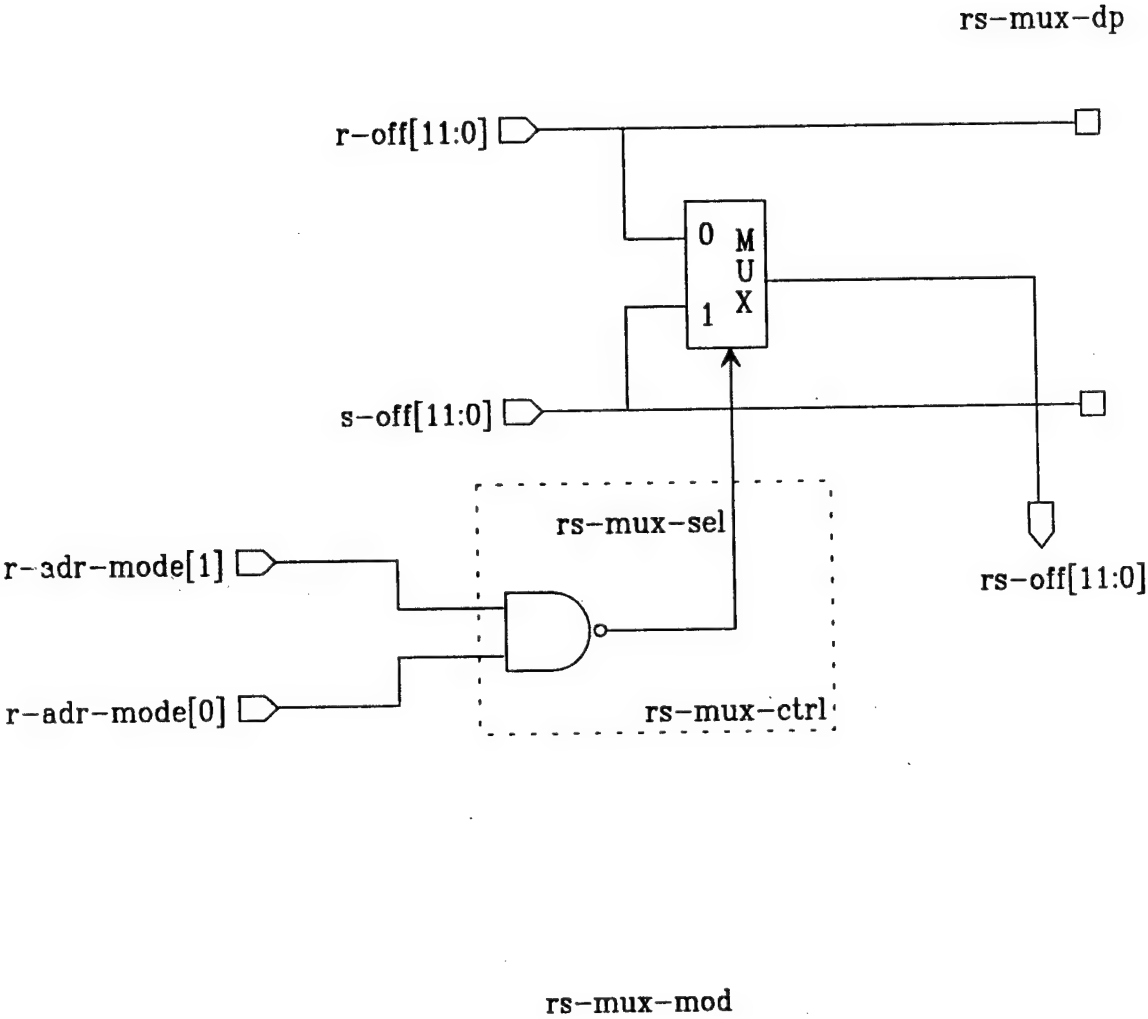 rs-mux-dp
r-off[11:0]
0
M
U
X
1
s-off[11:0]
rs-mux-sel
r-adr-mode[1]
rs-off[11:0]
r-adr-mode[0]
rs-mux-ctrl
rs-mux-mod